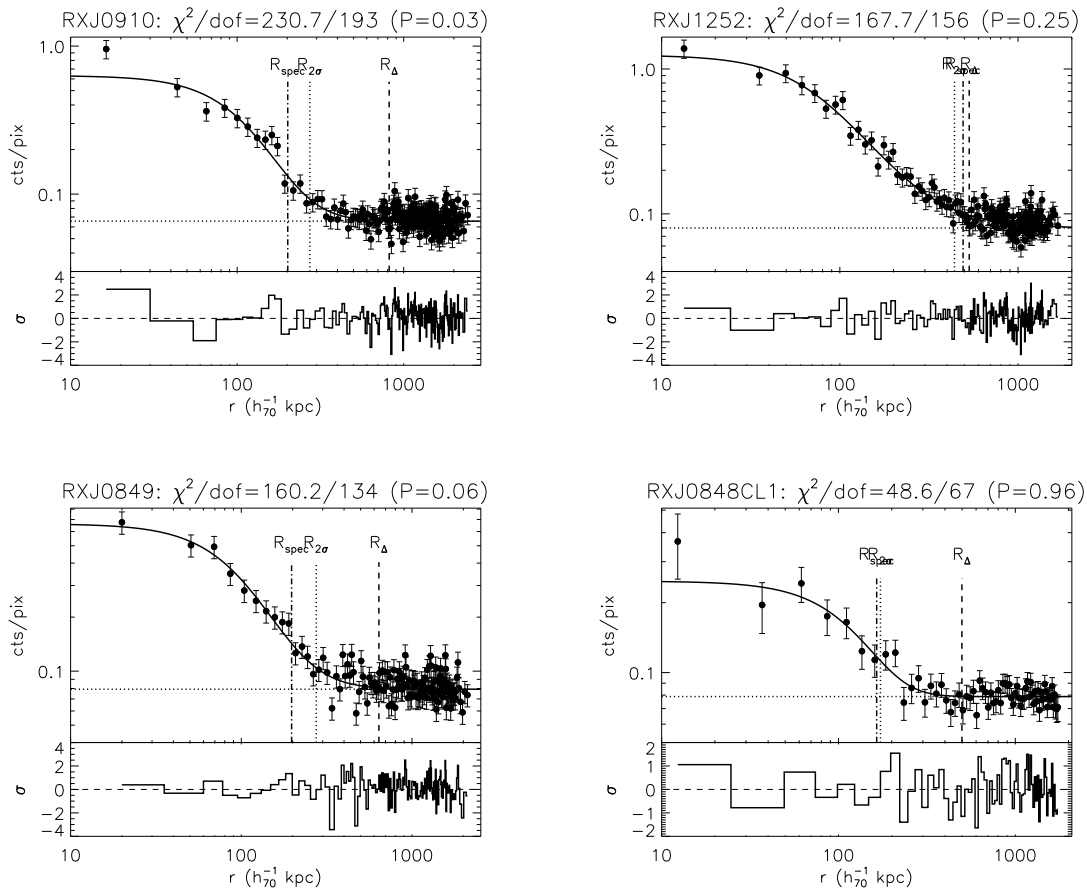 RXJ0910: χ²/dof=230.7/193 (P=0.03)
1.0
0.1
cts/pix
R_spec R_2σ R_Δ
4
2
0
−2
−4
σ
10 100 1000
r (h₇₀⁻¹ kpc)
RXJ1252: χ²/dof=167.7/156 (P=0.25)
1.0
0.1
cts/pix
4
2
0
−2
−4
σ
10 100 1000
r (h₇₀⁻¹ kpc)
RXJ0849: χ²/dof=160.2/134 (P=0.06)
0.1
cts/pix
R_spec R_2σ R_Δ
4
2
0
−2
−4
σ
10 100 1000
r (h₇₀⁻¹ kpc)
RXJ0848CL1: χ²/dof=48.6/67 (P=0.96)
0.1
cts/pix
R_Δ
2
1
0
−1
−2
σ
10 100 1000
r (h₇₀⁻¹ kpc)